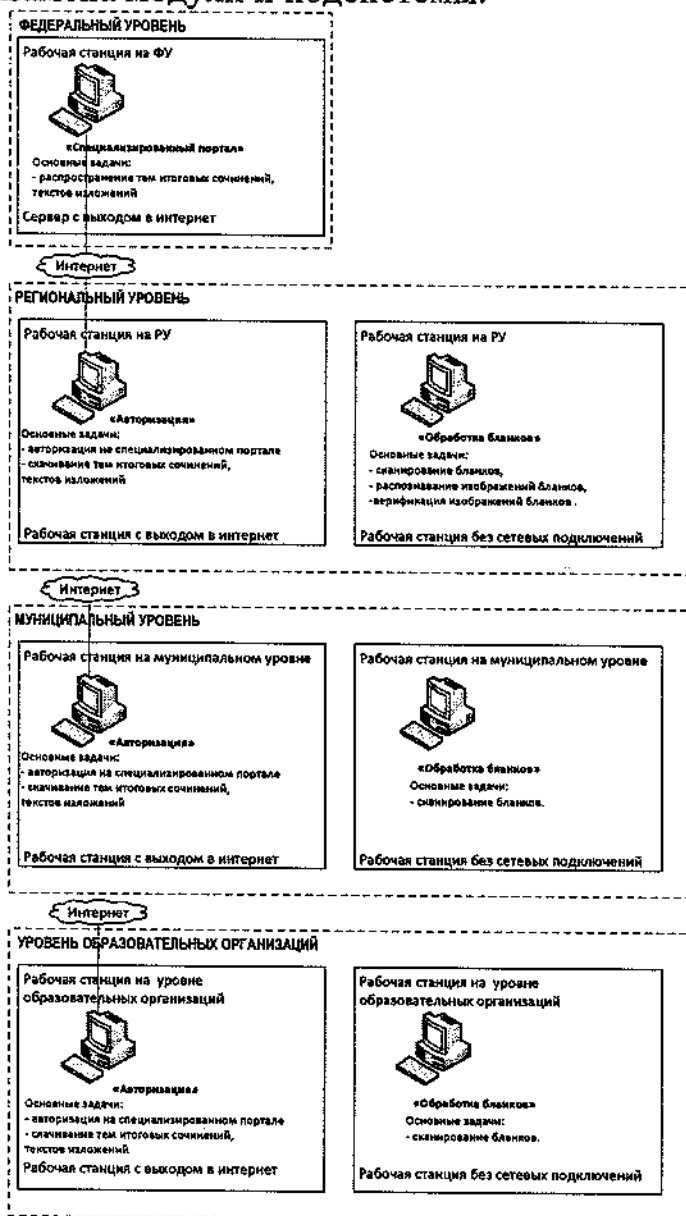 модули и подсистемы.
ФЕДЕРАЛЬНЫЙ УРОВЕНЬ
Рабочая станция на ФУ
«Специализированный портал»
Основные задачи:
- распространение тем итоговых сочинений,
текстов изложений
Сервер с выходом в интернет
Интернет
РЕГИОНАЛЬНЫЙ УРОВЕНЬ
Рабочая станция на РУ
«Авторизация»
Основные задачи:
- авторизация на специализированном портале
- скачивание тем итоговых сочинений,
текстов изложений
Рабочая станция с выходом в интернет
Рабочая станция на РУ
«Обработка бланков»
Основные задачи:
- сканирование бланков,
- распознавание изображений бланков,
-верификация изображений бланков .
Рабочая станция без сетевых подключений
Интернет
МУНИЦИПАЛЬНЫЙ УРОВЕНЬ
Рабочая станция на муниципальном уровне
«Авторизация»
Основные задачи:
- авторизация на специализированном портале
- скачивание тем итоговых сочинений,
текстов изложений
Рабочая станция с выходом в интернет
Рабочая станция на муниципальном уровне
«Обработка бланков»
Основные задачи:
- сканирование бланков.
Рабочая станция без сетевых подключений
Интернет
УРОВЕНЬ ОБРАЗОВАТЕЛЬНЫХ ОРГАНИЗАЦИЙ
Рабочая станция на уровне
образовательных организаций
«Авторизация»
Основные задачи:
- авторизация на специализированном портале
- скачивание тем итоговых сочинений,
текстов изложений
Рабочая станция с выходом в интернет
Рабочая станция на уровне
образовательных организаций
«Обработка бланков»
Основные задачи:
- сканирование бланков.
Рабочая станция без сетевых подключений